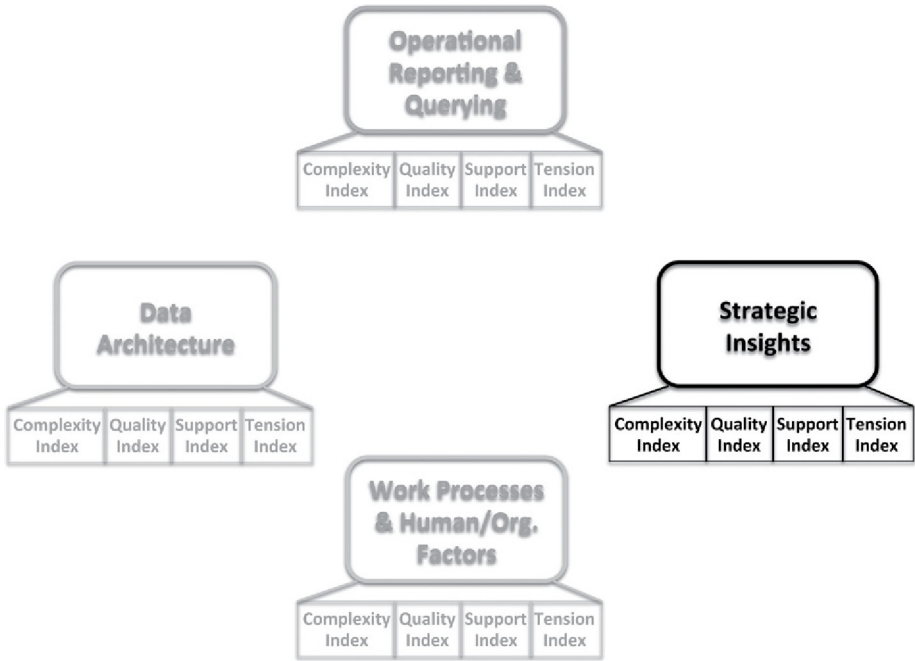 Operational
Reporting &
Querying
Complexity Index
Quality Index
Support Index
Tension Index
Data
Architecture
Complexity Index
Quality Index
Support Index
Tension Index
Strategic
Insights
Complexity Index
Quality Index
Support Index
Tension Index
Work Processes
& Human/Org.
Factors
Complexity Index
Quality Index
Support Index
Tension Index